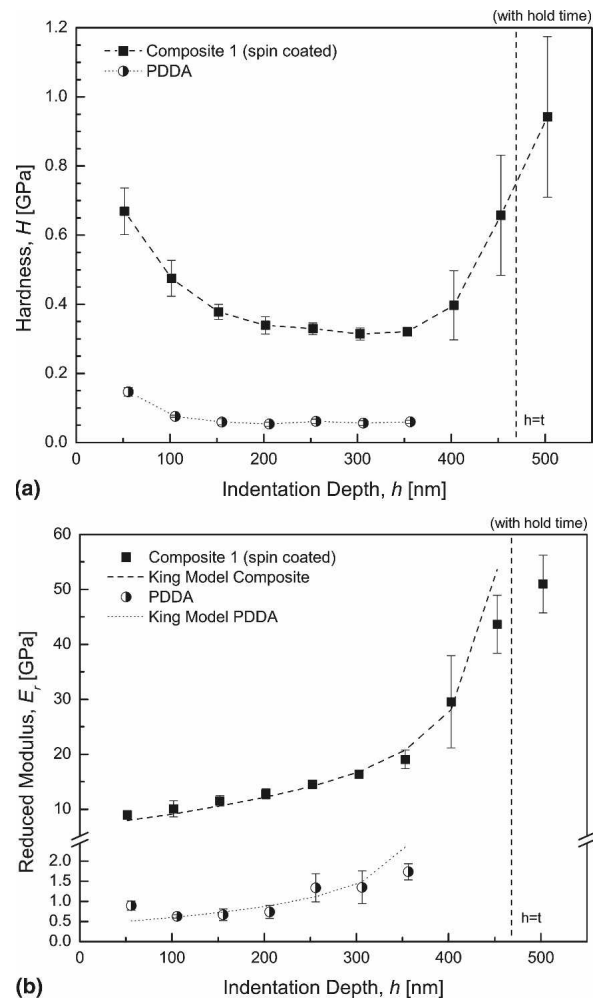 (with hold time)
1.2
1.0
0.8
0.6
0.4
0.2
0.0
Hardness, H [GPa]
Composite 1 (spin coated)
PDDA
h=t
0 100 200 300 400 500
(a) Indentation Depth, h [nm]
(with hold time)
60
50
40
30
20
10
2.0
1.5
1.0
0.5
0.0
Reduced Modulus, Er [GPa]
Composite 1 (spin coated)
King Model Composite
PDDA
King Model PDDA
h=t
0 100 200 300 400 500
(b) Indentation Depth, h [nm]